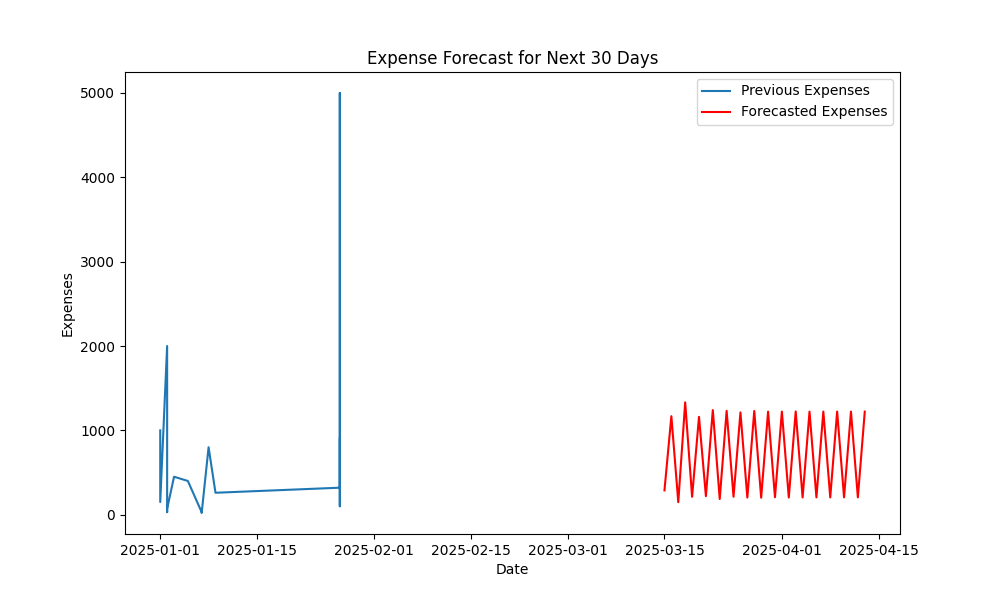 Expense Forecast for Next 30 Days
Previous Expenses
Forecasted Expenses
5000
4000
3000
2000
1000
0
Expenses
2025-01-01 2025-01-15 2025-02-01 2025-02-15 2025-03-01 2025-03-15 2025-04-01 2025-04-15
Date